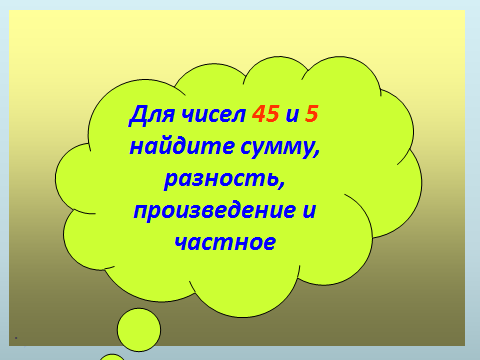 Для чисел 45 и 5
найдите сумму,
разность,
произведение и
частное